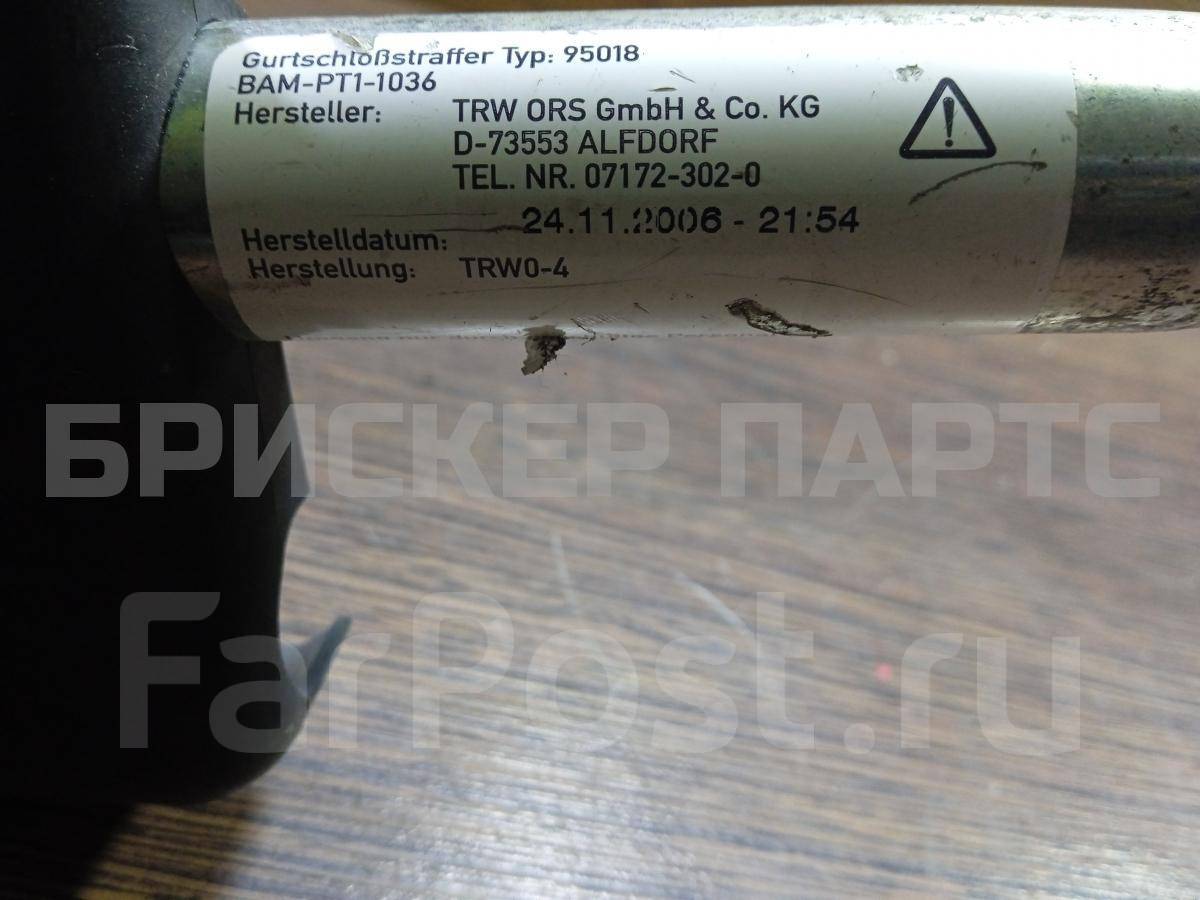 Gurtschloßstraffer Typ: 95018
BAM-PT1-1036
Hersteller: TRW ORS GmbH & Co. KG
D-73553 ALFDORF
TEL. NR. 07172-302-0
Herstelldatum: 24.11.2006 - 21:54
Herstellung: TRW0-4
БРИСКЕР ПАРТС
FarPost.ru